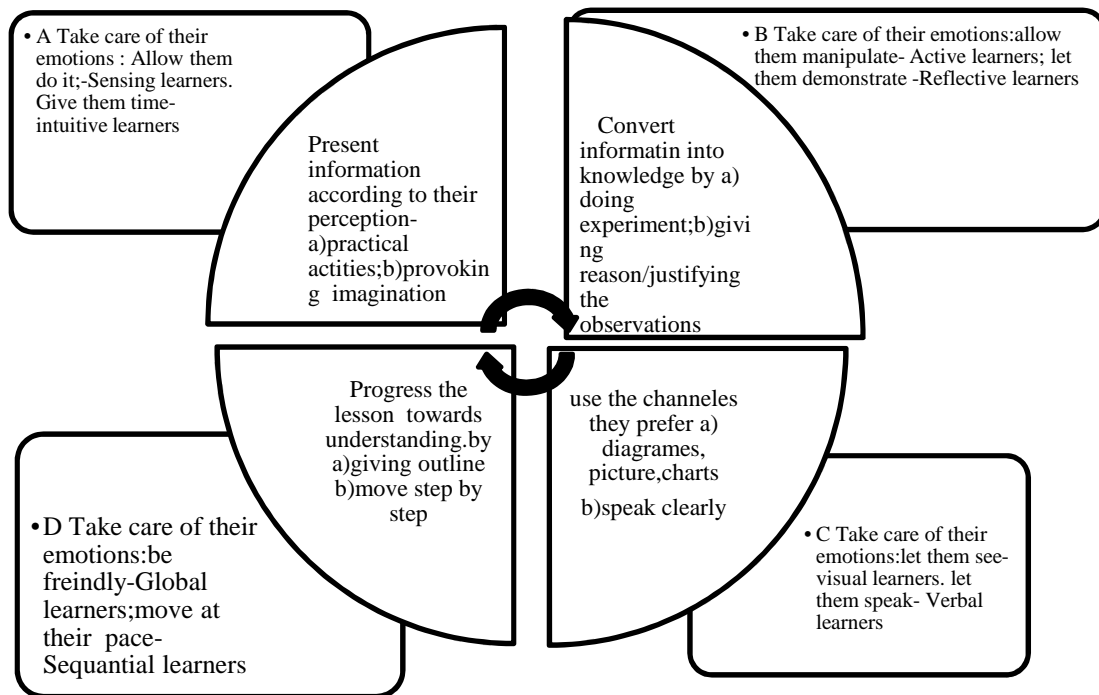 • A Take care of their
emotions : Allow them
do it;-Sensing learners.
Give them time-
intuitive learners
• B Take care of their emotions:allow
them manipulate- Active learners; let
them demonstrate -Reflective learners
Present
information
according to their
perception-
a)practical
actities;b)provokin
g imagination
Convert
informatin into
knowledge by a)
doing
experiment;b)givi
ng
reason/justifying
the
observations
Progress the
lesson towards
understanding.by
a)giving outline
b)move step by
step
use the channeles
they prefer a)
diagrames,
picture,charts
b)speak clearly
• D Take care of their
emotions:be
freindly-Global
learners;move at
their pace-
Sequantial learners
• C Take care of their
emotions:let them see-
visual learners. let
them speak- Verbal
learners